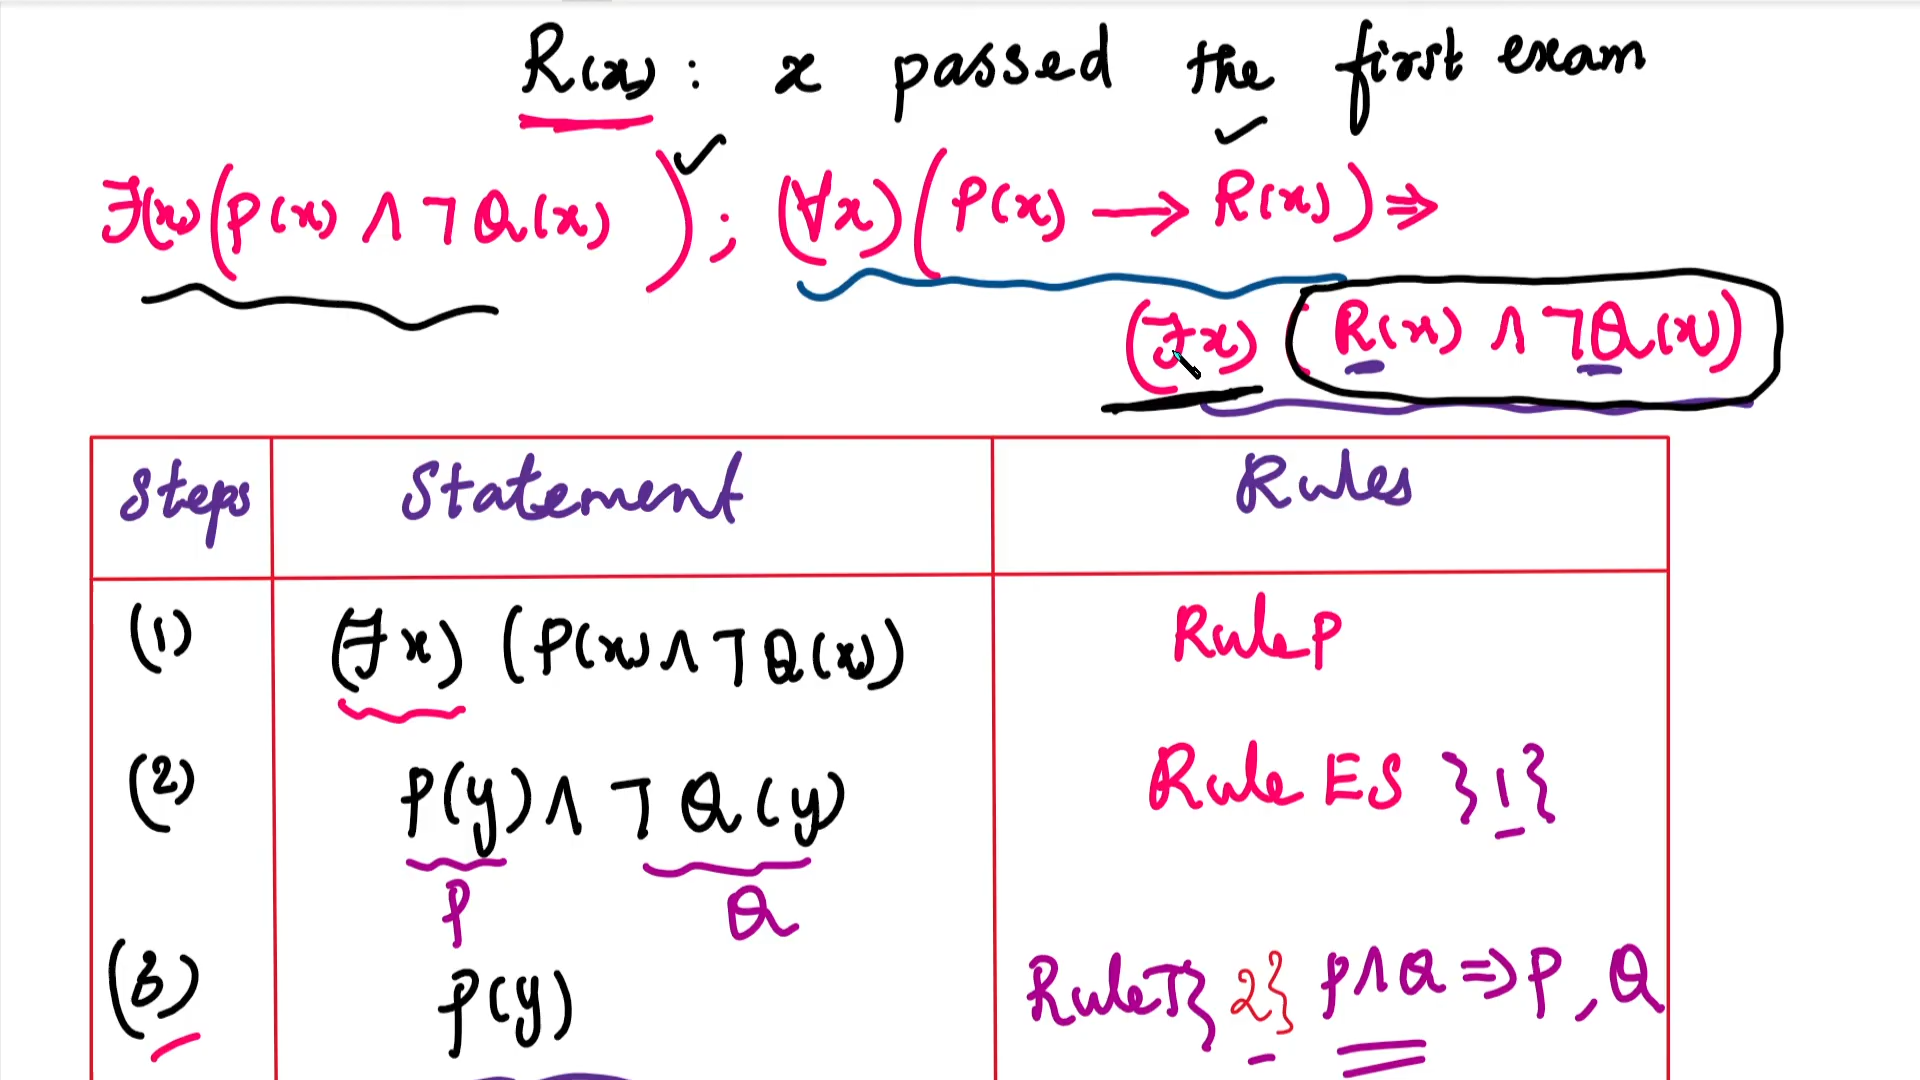 R(x) : x passed the first exam
∃(x) (P(x) ∧ ¬Q(x)) ; (∀x) (P(x) → R(x)) ⇒
(∃x) (R(x) ∧ ¬Q(x))
Steps Statement Rules
(1) (∃x) (P(x) ∧ ¬Q(x)) Rule P
(2) P(y) ∧ ¬Q(y) Rule ES }1}
P Q
(3) P(y) Rule T} 2} P∧Q ⇒ P, Q